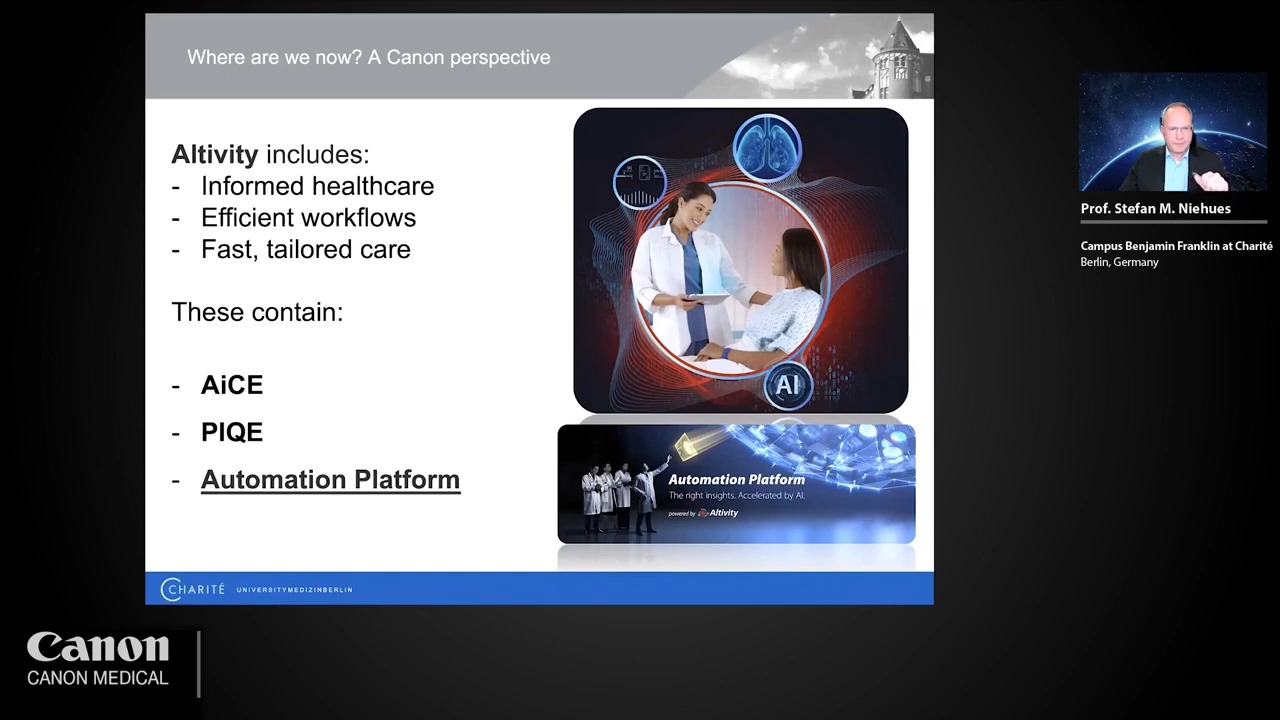 Where are we now? A Canon perspective
Altivity includes:
- Informed healthcare
- Efficient workflows
- Fast, tailored care
These contain:
- AiCE
- PIQE
- Automation Platform
AI
Automation Platform
The right insights. Accelerated by AI.
powered by Altivity
CHARITÉ UNIVERSITYMEDIZINBERLIN
Prof. Stefan M. Niehues
Campus Benjamin Franklin at Charité
Berlin, Germany
Canon
CANON MEDICAL